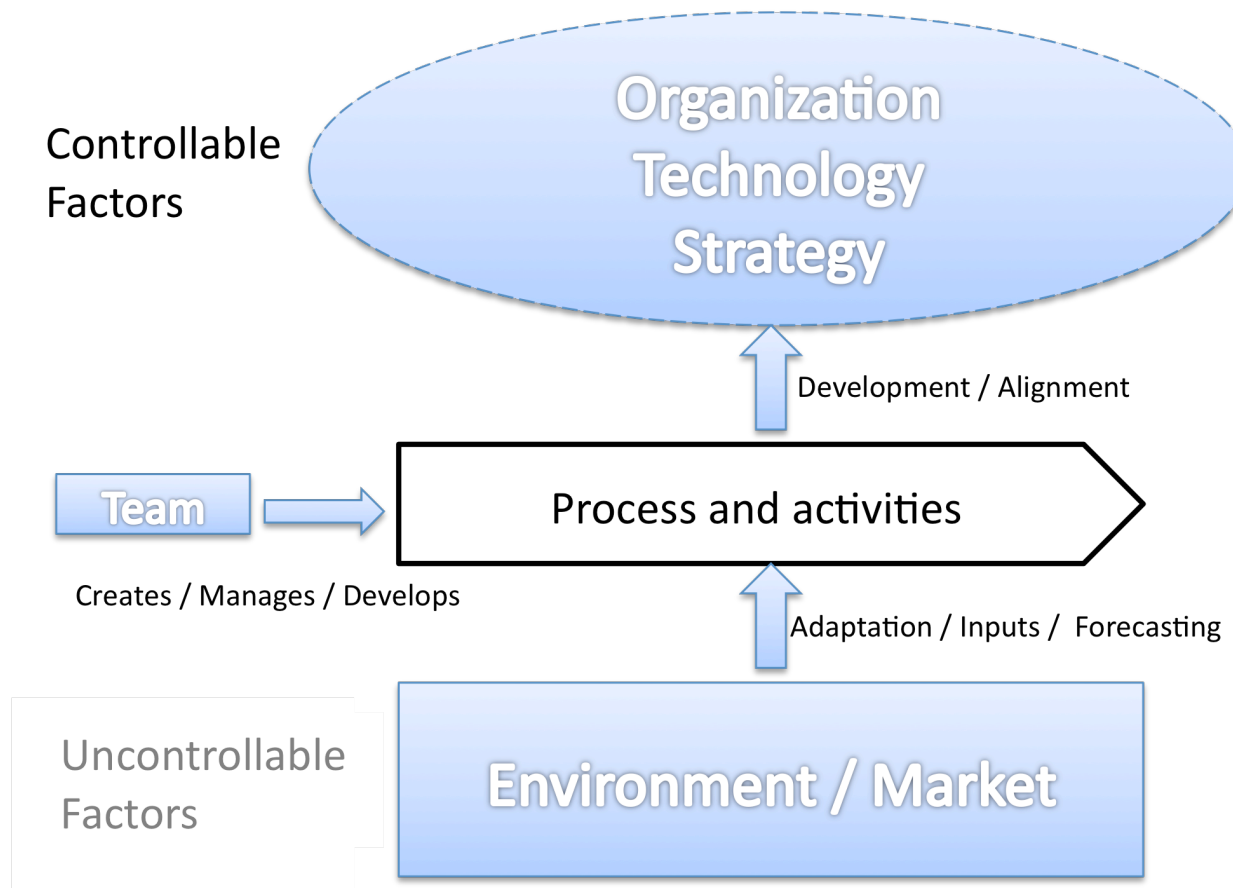 Organization
Technology
Strategy
Controllable
Factors
Development / Alignment
Team
Process and activities
Creates / Manages / Develops
Adaptation / Inputs /  Forecasting
Uncontrollable
Factors
Environment / Market